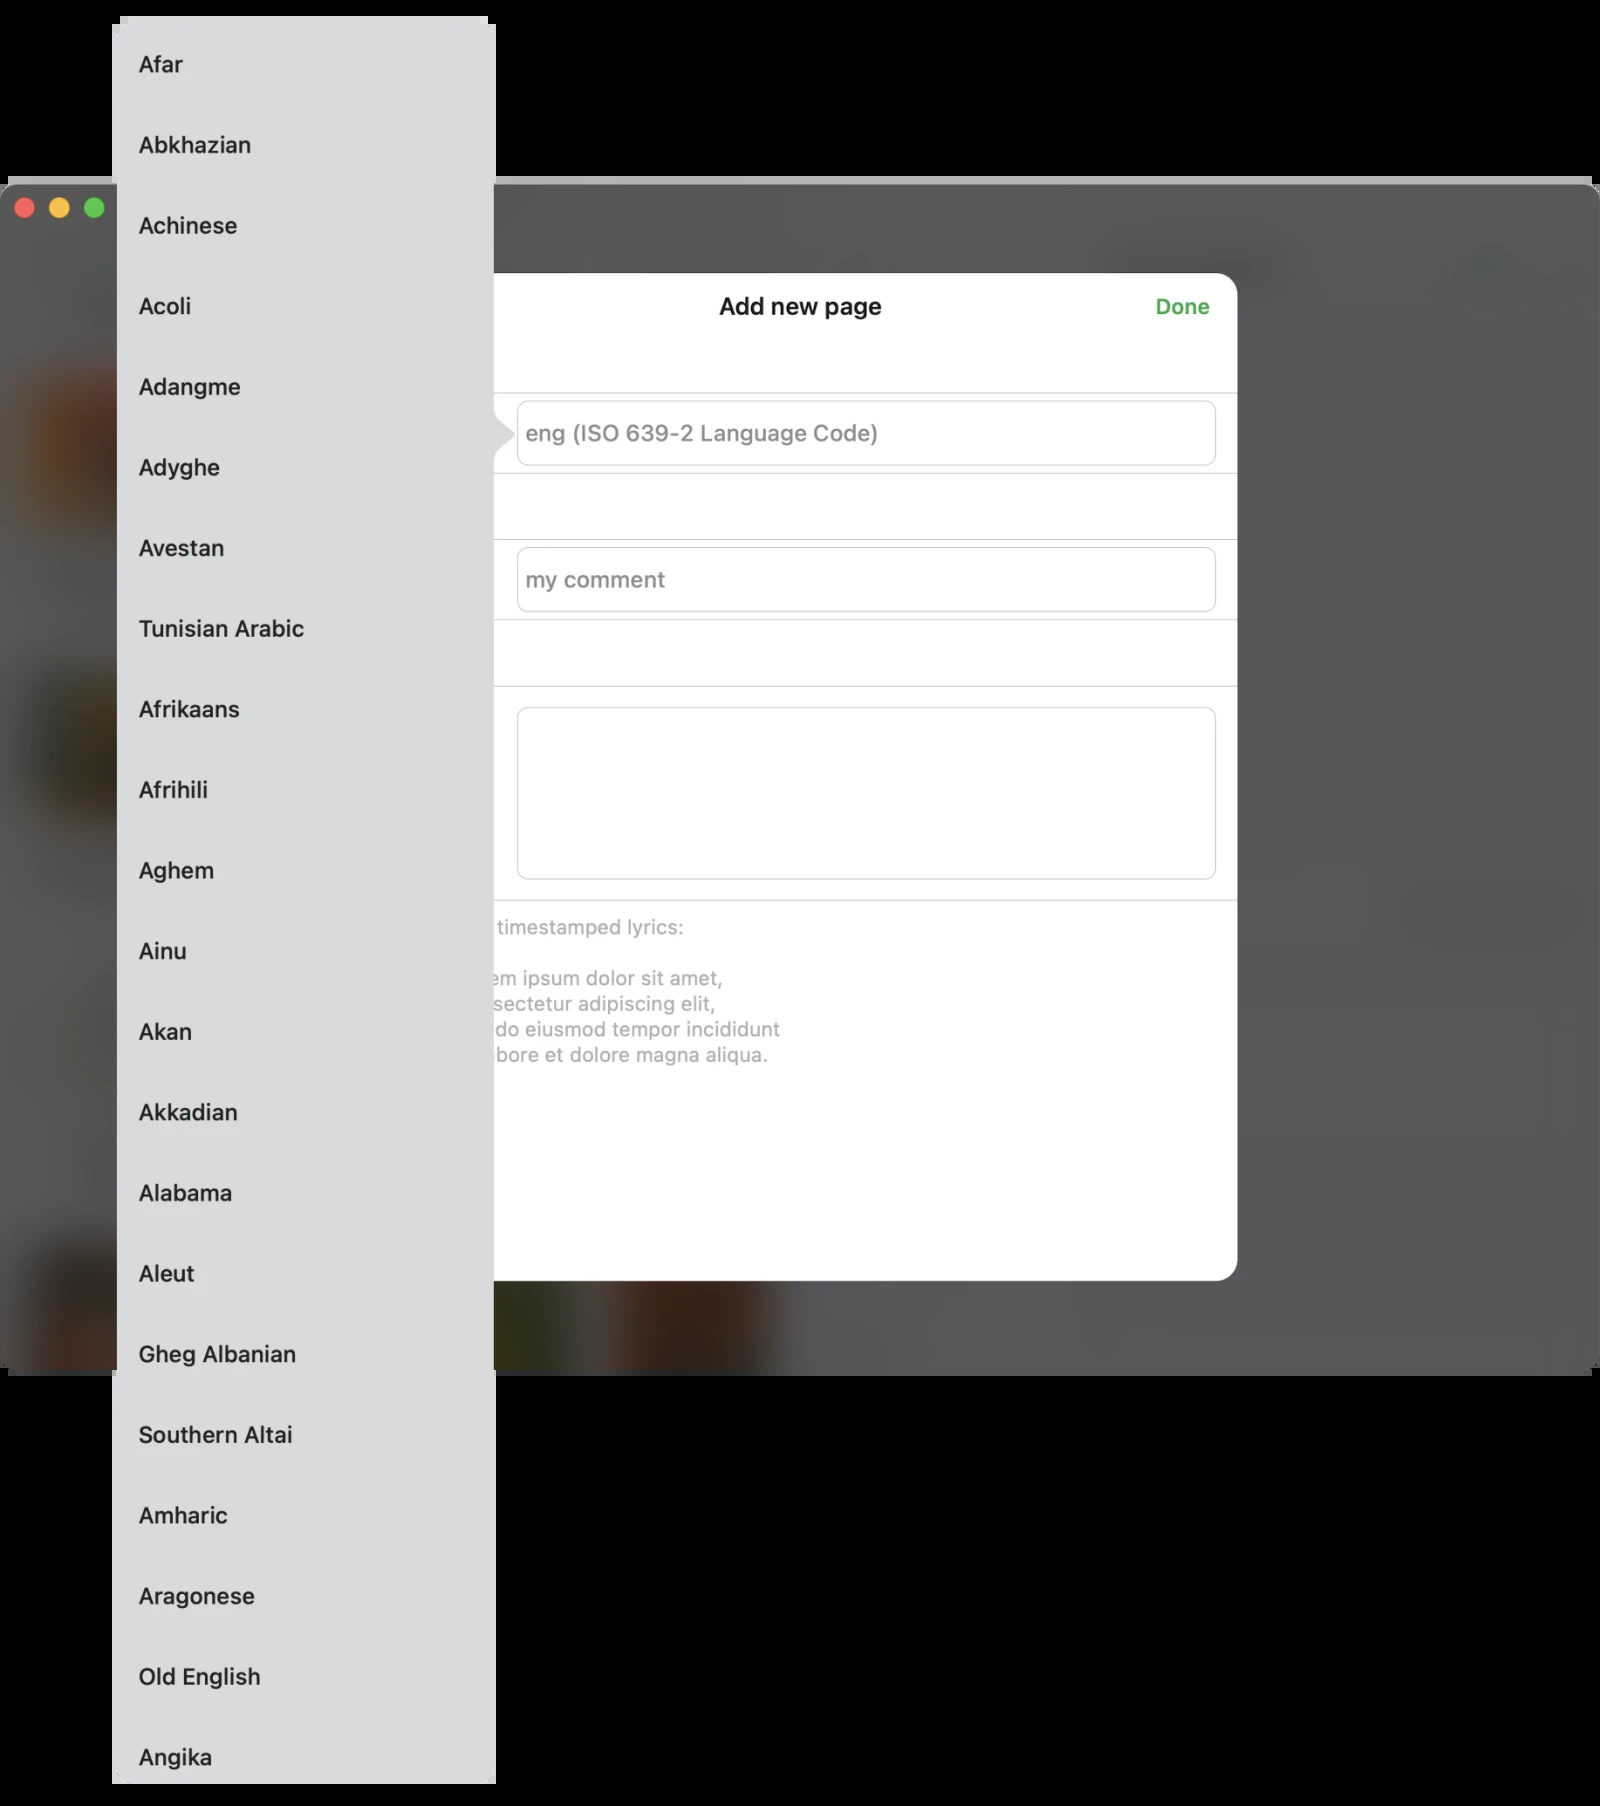 Afar
Abkhazian
Achinese
Acoli
Adangme
Adyghe
Avestan
Tunisian Arabic
Afrikaans
Afrihili
Aghem
Ainu
Akan
Akkadian
Alabama
Aleut
Gheg Albanian
Southern Altai
Amharic
Aragonese
Old English
Angika
Add new page
Done
eng (ISO 639-2 Language Code)
my comment
timestamped lyrics:
ipsum dolor sit amet,
sectetur adipiscing elit,
do eiusmod tempor incididunt
bore et dolore magna aliqua.